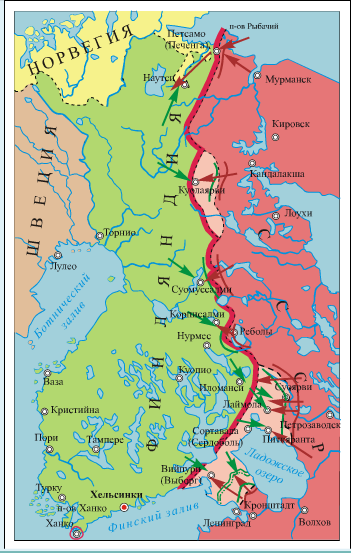 п-ов Рыбачий
Петсамо
(Печенга)
НОРВЕГИЯ
Мурманск
Наутси
Кировск
ШВЕЦИЯ
Кандалакша
Куолаярви
Лоухи
Торнио
Лулео
Ботнический
залив
ФИНЛЯНДИЯ
СССР
Суомуссалми
Корписелми
Реболы
Нурмес
Куопио
Ваза
Иломанси
Суоярви
Лаймола
Кристийна
Петрозаводск
Сортавала
(Сердоболь)
Питкяранта
Пори
Тампере
Ладожское
озеро
Виипури
(Выборг)
Турку
Хельсинки
п-ов Ханко
Кронштадт
Финский залив
Ханко
Ленинград
Волхов